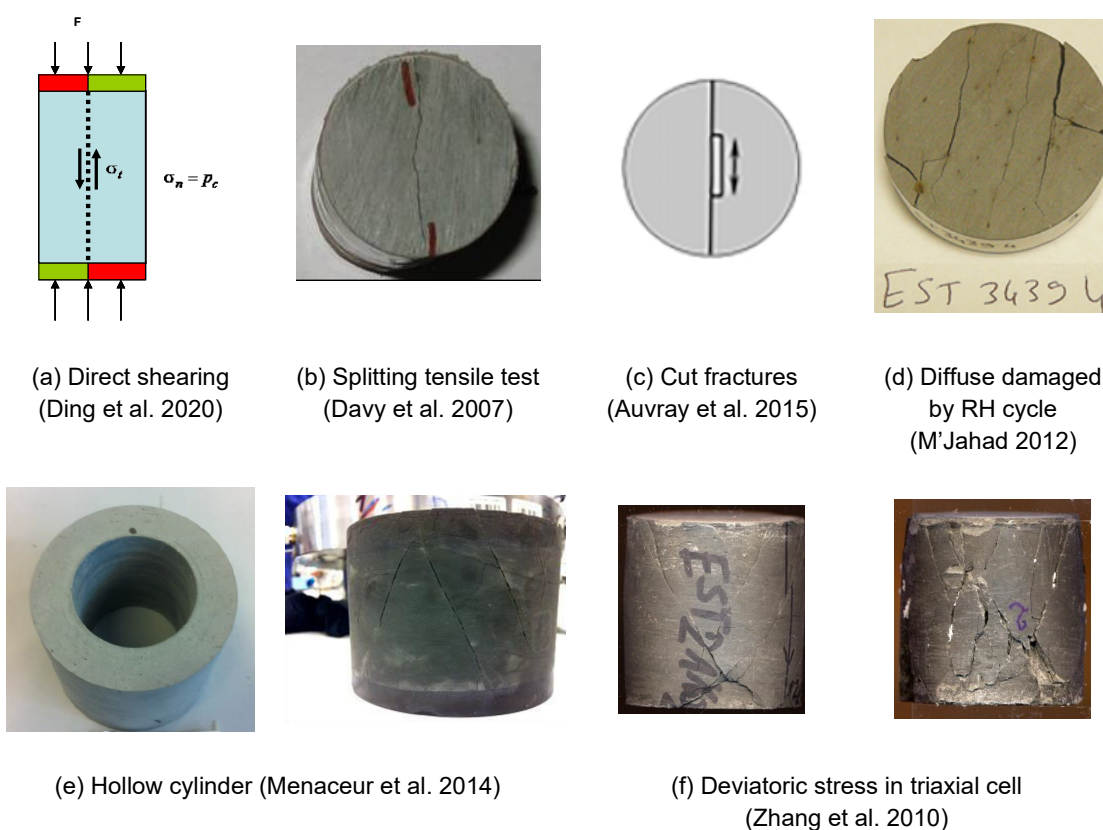 F
σt
σn = pc
EST 3439 4
(a) Direct shearing
(Ding et al. 2020)
(b) Splitting tensile test
(Davy et al. 2007)
(c) Cut fractures
(Auvray et al. 2015)
(d) Diffuse damaged
by RH cycle
(M’Jahad 2012)
EST
2
(e) Hollow cylinder (Menaceur et al. 2014)
(f) Deviatoric stress in triaxial cell
(Zhang et al. 2010)